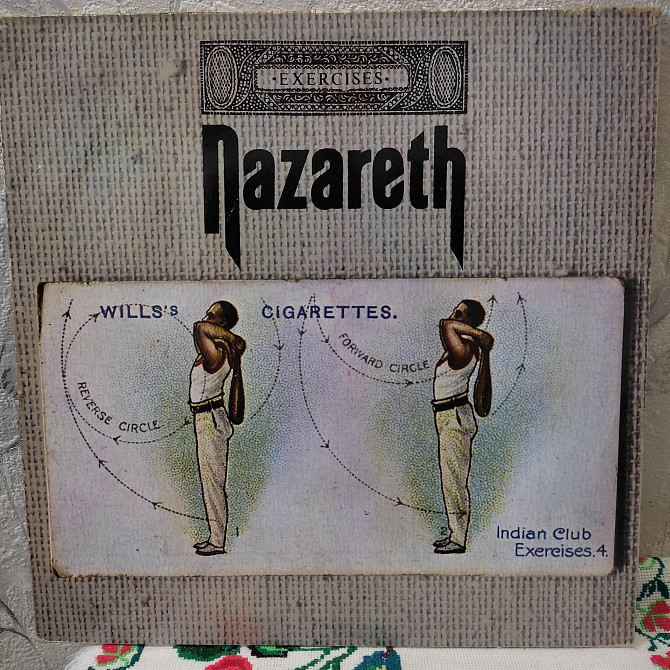 ·EXERCISES·
nazareth
WILLS'S CIGARETTES.
FORWARD CIRCLE
REVERSE CIRCLE
1
2
Indian Club
Exercises.4.